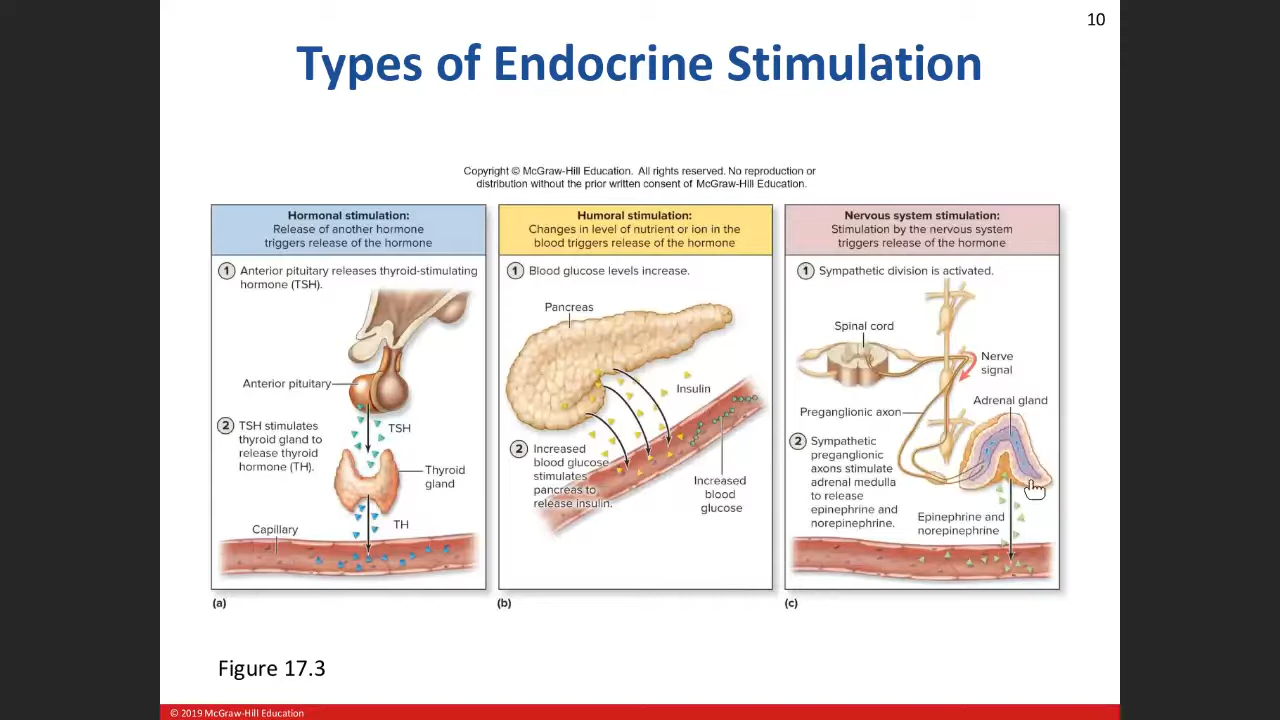 10
Types of Endocrine Stimulation
Copyright © McGraw-Hill Education. All rights reserved. No reproduction or
distribution without the prior written consent of McGraw-Hill Education.
Hormonal stimulation:
Release of another hormone
triggers release of the hormone
1 Anterior pituitary releases thyroid-stimulating
hormone (TSH).
Anterior pituitary
2 TSH stimulates
thyroid gland to
release thyroid
hormone (TH).
TSH
Thyroid
gland
TH
Capillary
(a)
Humoral stimulation:
Changes in level of nutrient or ion in the
blood triggers release of the hormone
1 Blood glucose levels increase.
Pancreas
Insulin
2 Increased
blood glucose
stimulates
pancreas to
release insulin.
Increased
blood
glucose
(b)
Nervous system stimulation:
Stimulation by the nervous system
triggers release of the hormone
1 Sympathetic division is activated.
Spinal cord
Nerve
signal
Adrenal gland
Preganglionic axon
2 Sympathetic
preganglionic
axons stimulate
adrenal medulla
to release
epinephrine and
norepinephrine.
Epinephrine and
norepinephrine
(c)
Figure 17.3
© 2019 McGraw-Hill Education